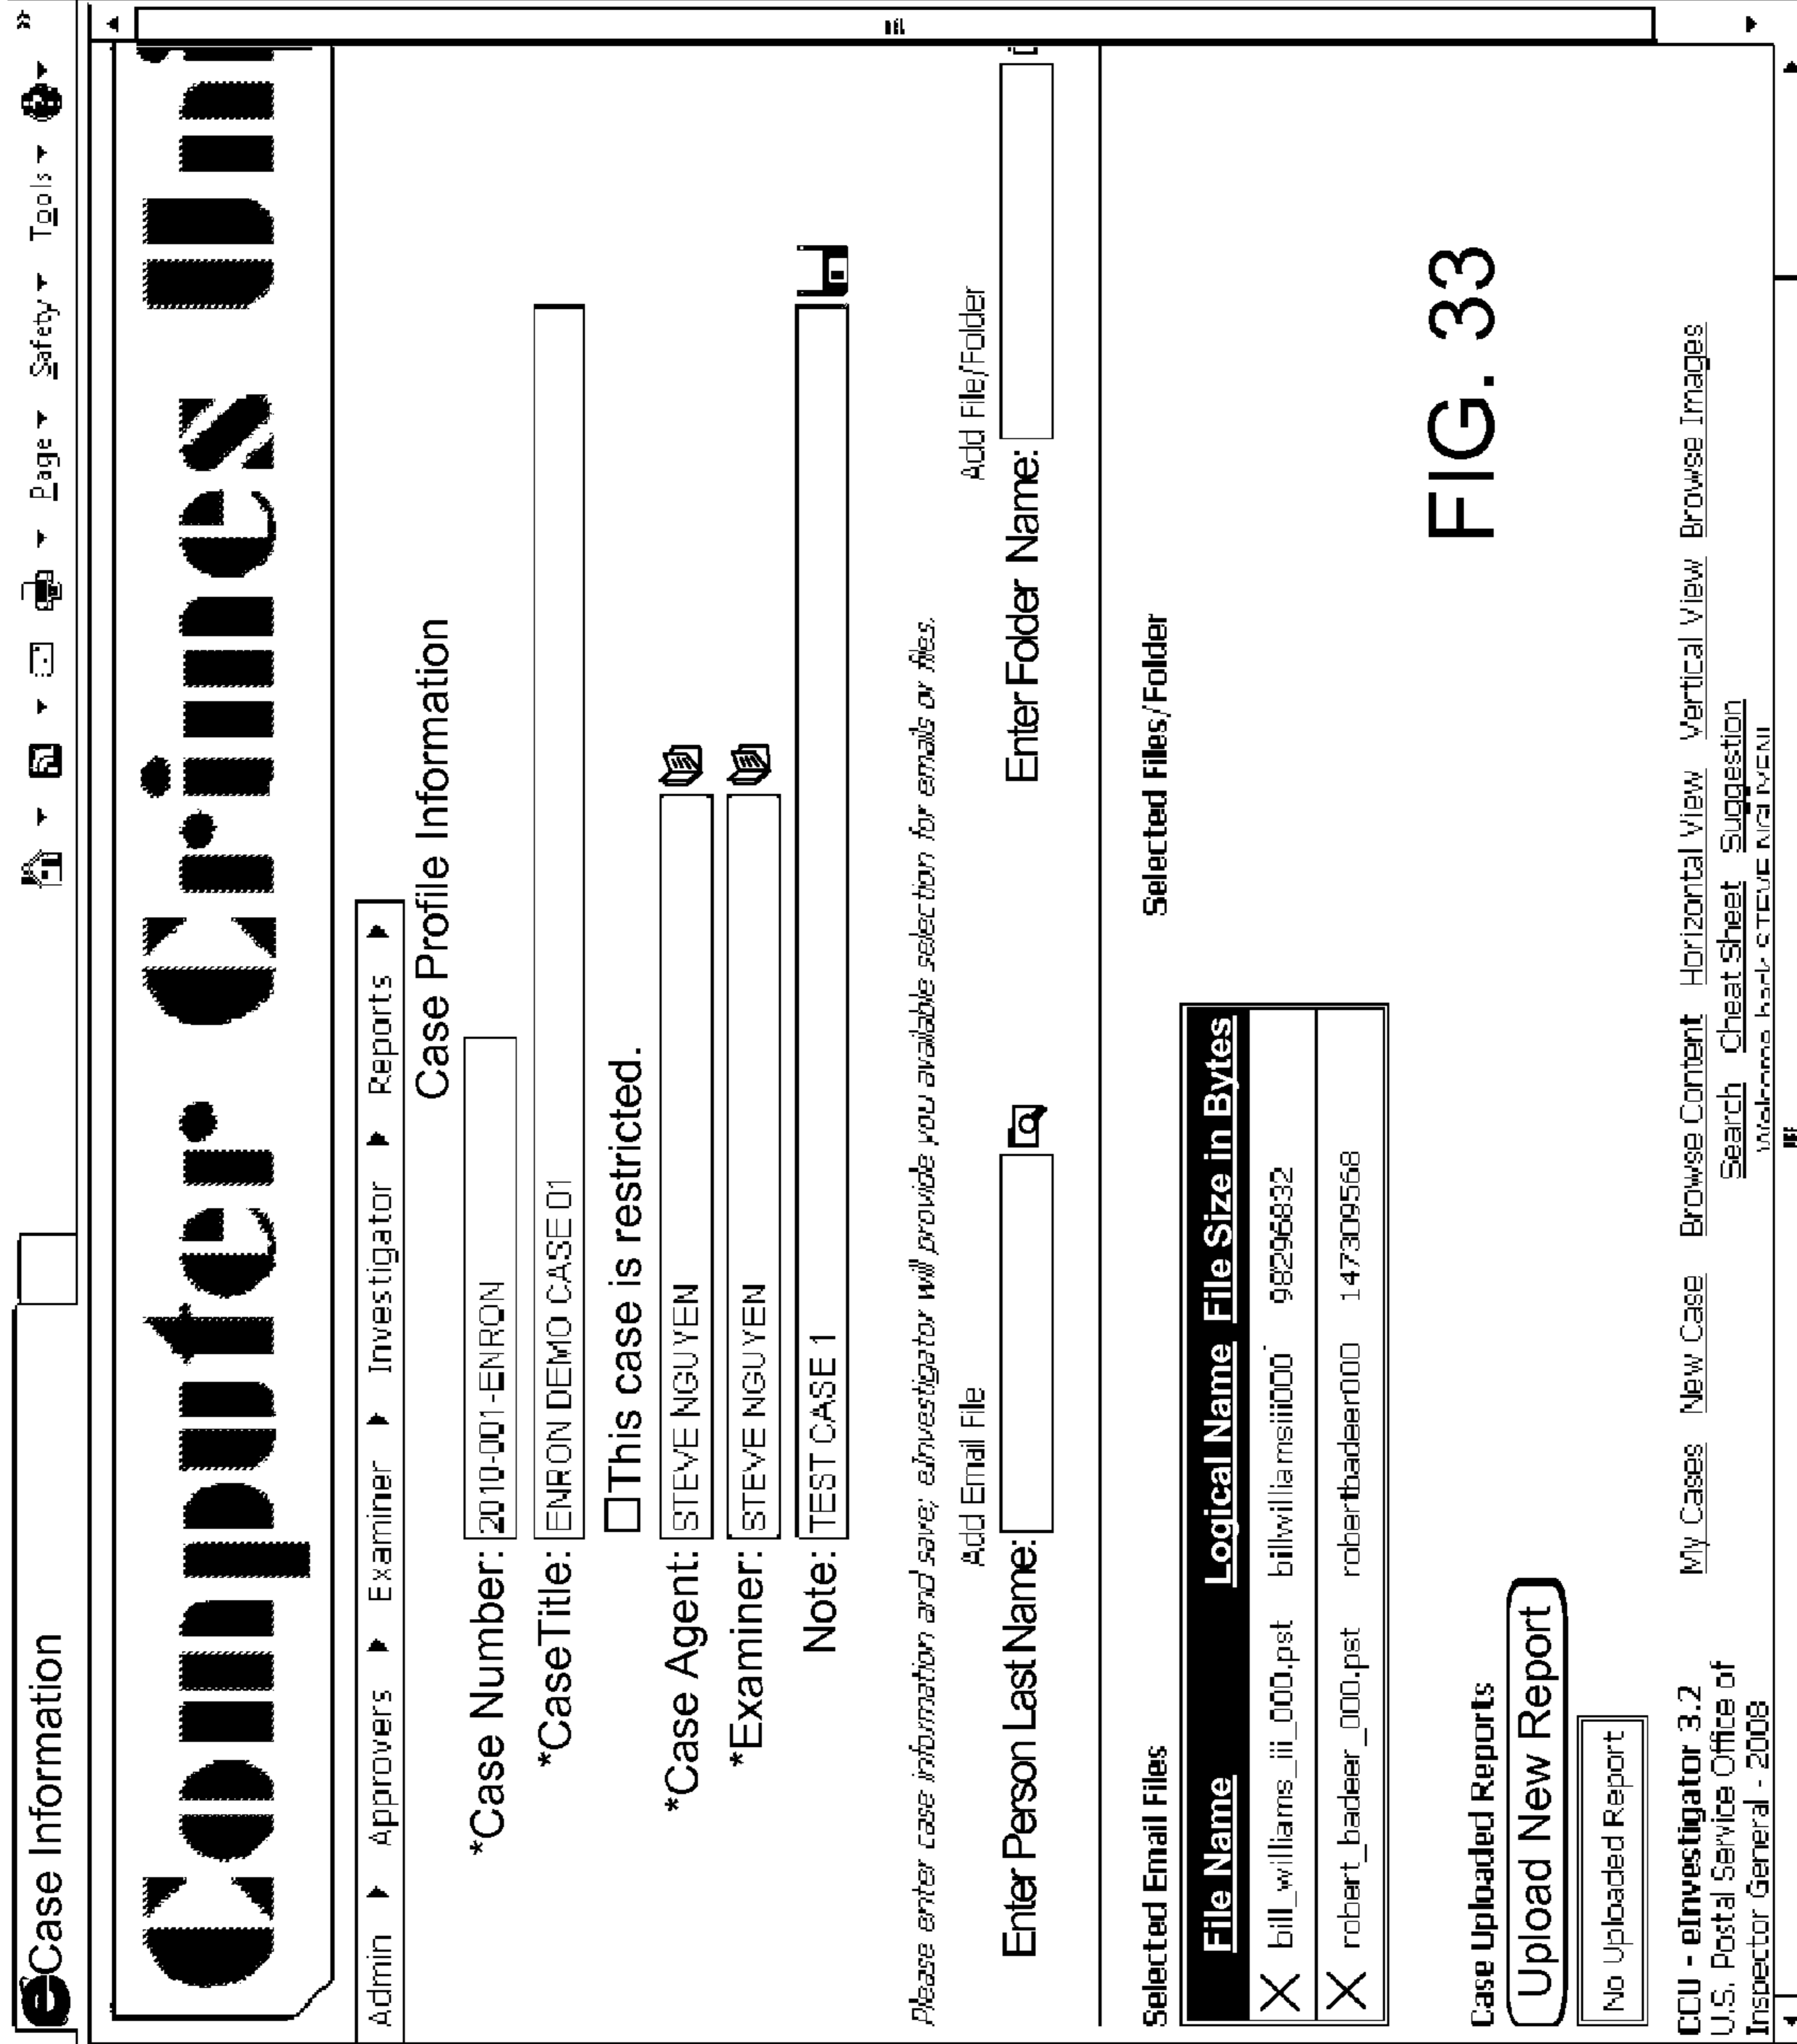 Case Information
Page Safety Tools »
Computer Crimes
Admin Approvers Examiner Investigator Reports
Case Profile Information
*Case Number: 2010-001-ENRON
*CaseTitle: ENRON DEMO CASE 01
This case is restricted.
*Case Agent: STEVE NGUYEN
*Examiner: STEVE NGUYEN
Note: TEST CASE 1
Please enter case information and save; eInvestigator will provide you available selection for emails or files.
Add Email File Add File/Folder
Enter Person Last Name: Enter Folder Name:
Selected Email Files Selected Files/Folder
File Name Logical Name File Size in Bytes
X bill_williams_iii_000.pst billwilliamsiii000 98296832
X robert_badeer_000.pst robertbadeer000 147309568
Case Uploaded Reports
Upload New Report
No Uploaded Report
FIG. 33
CCU - eInvestigator 3.2 My Cases New Case Browse Content Horizontal View Vertical View Browse Images
U.S. Postal Service Office of Search Cheat Sheet Suggestion
Inspector General - 2008 Welcome back STEVE NGUYEN!!